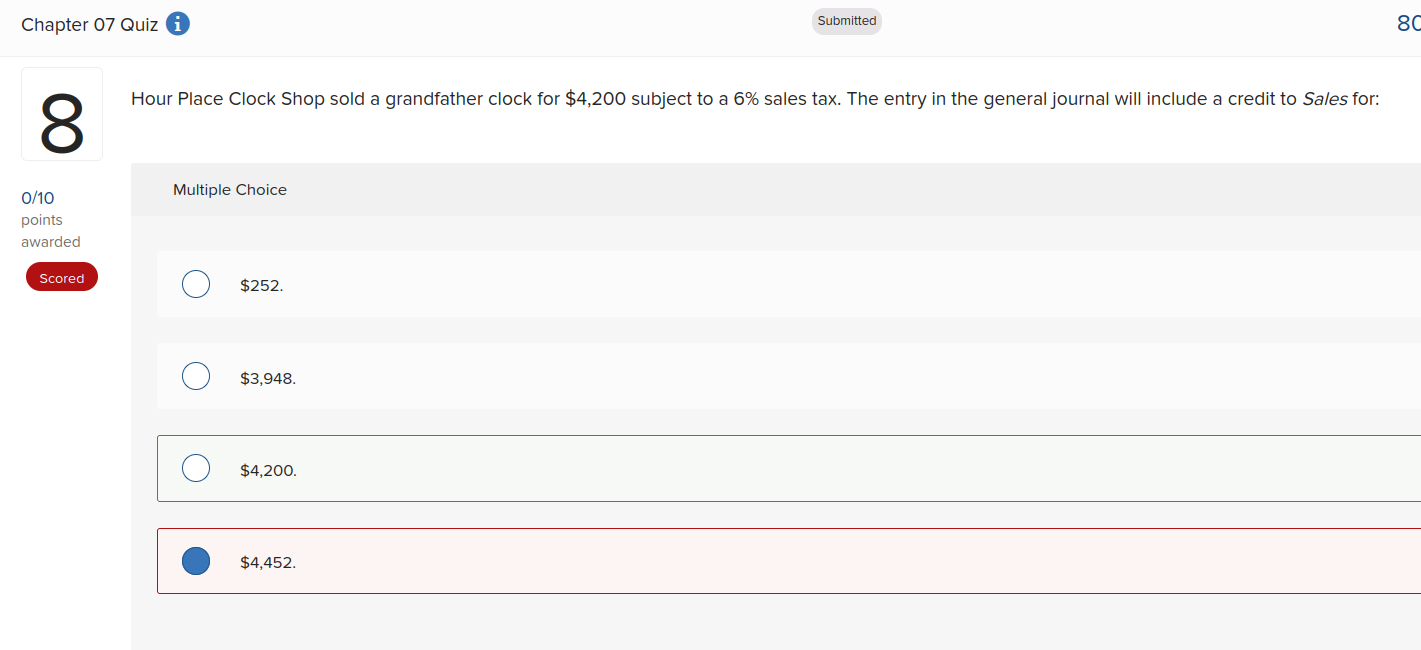 Chapter 07 Quiz
Submitted
80
8
Hour Place Clock Shop sold a grandfather clock for $4,200 subject to a 6% sales tax. The entry in the general journal will include a credit to Sales for:
0/10
points
awarded
Scored
Multiple Choice
$252.
$3,948.
$4,200.
$4,452.